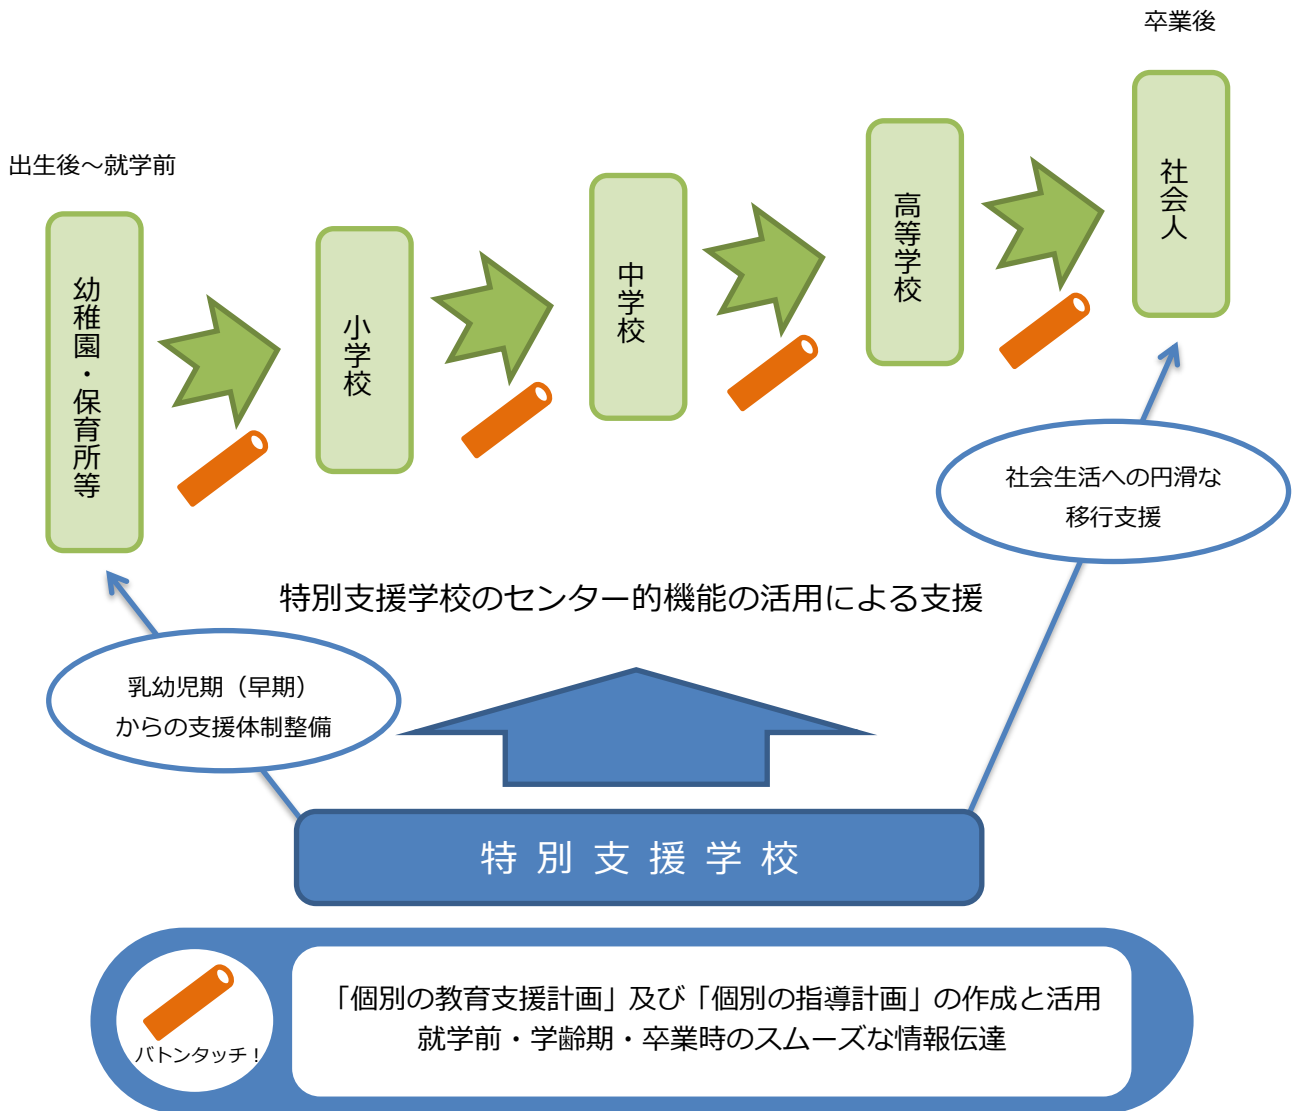 卒業後
出生後～就学前
幼稚園・保育所等
小学校
中学校
高等学校
社会人
社会生活への円滑な
移行支援
特別支援学校のセンター的機能の活用による支援
乳幼児期（早期）
からの支援体制整備
特別支援学校
「個別の教育支援計画」及び「個別の指導計画」の作成と活用
就学前・学齢期・卒業時のスムーズな情報伝達
バトンタッチ！